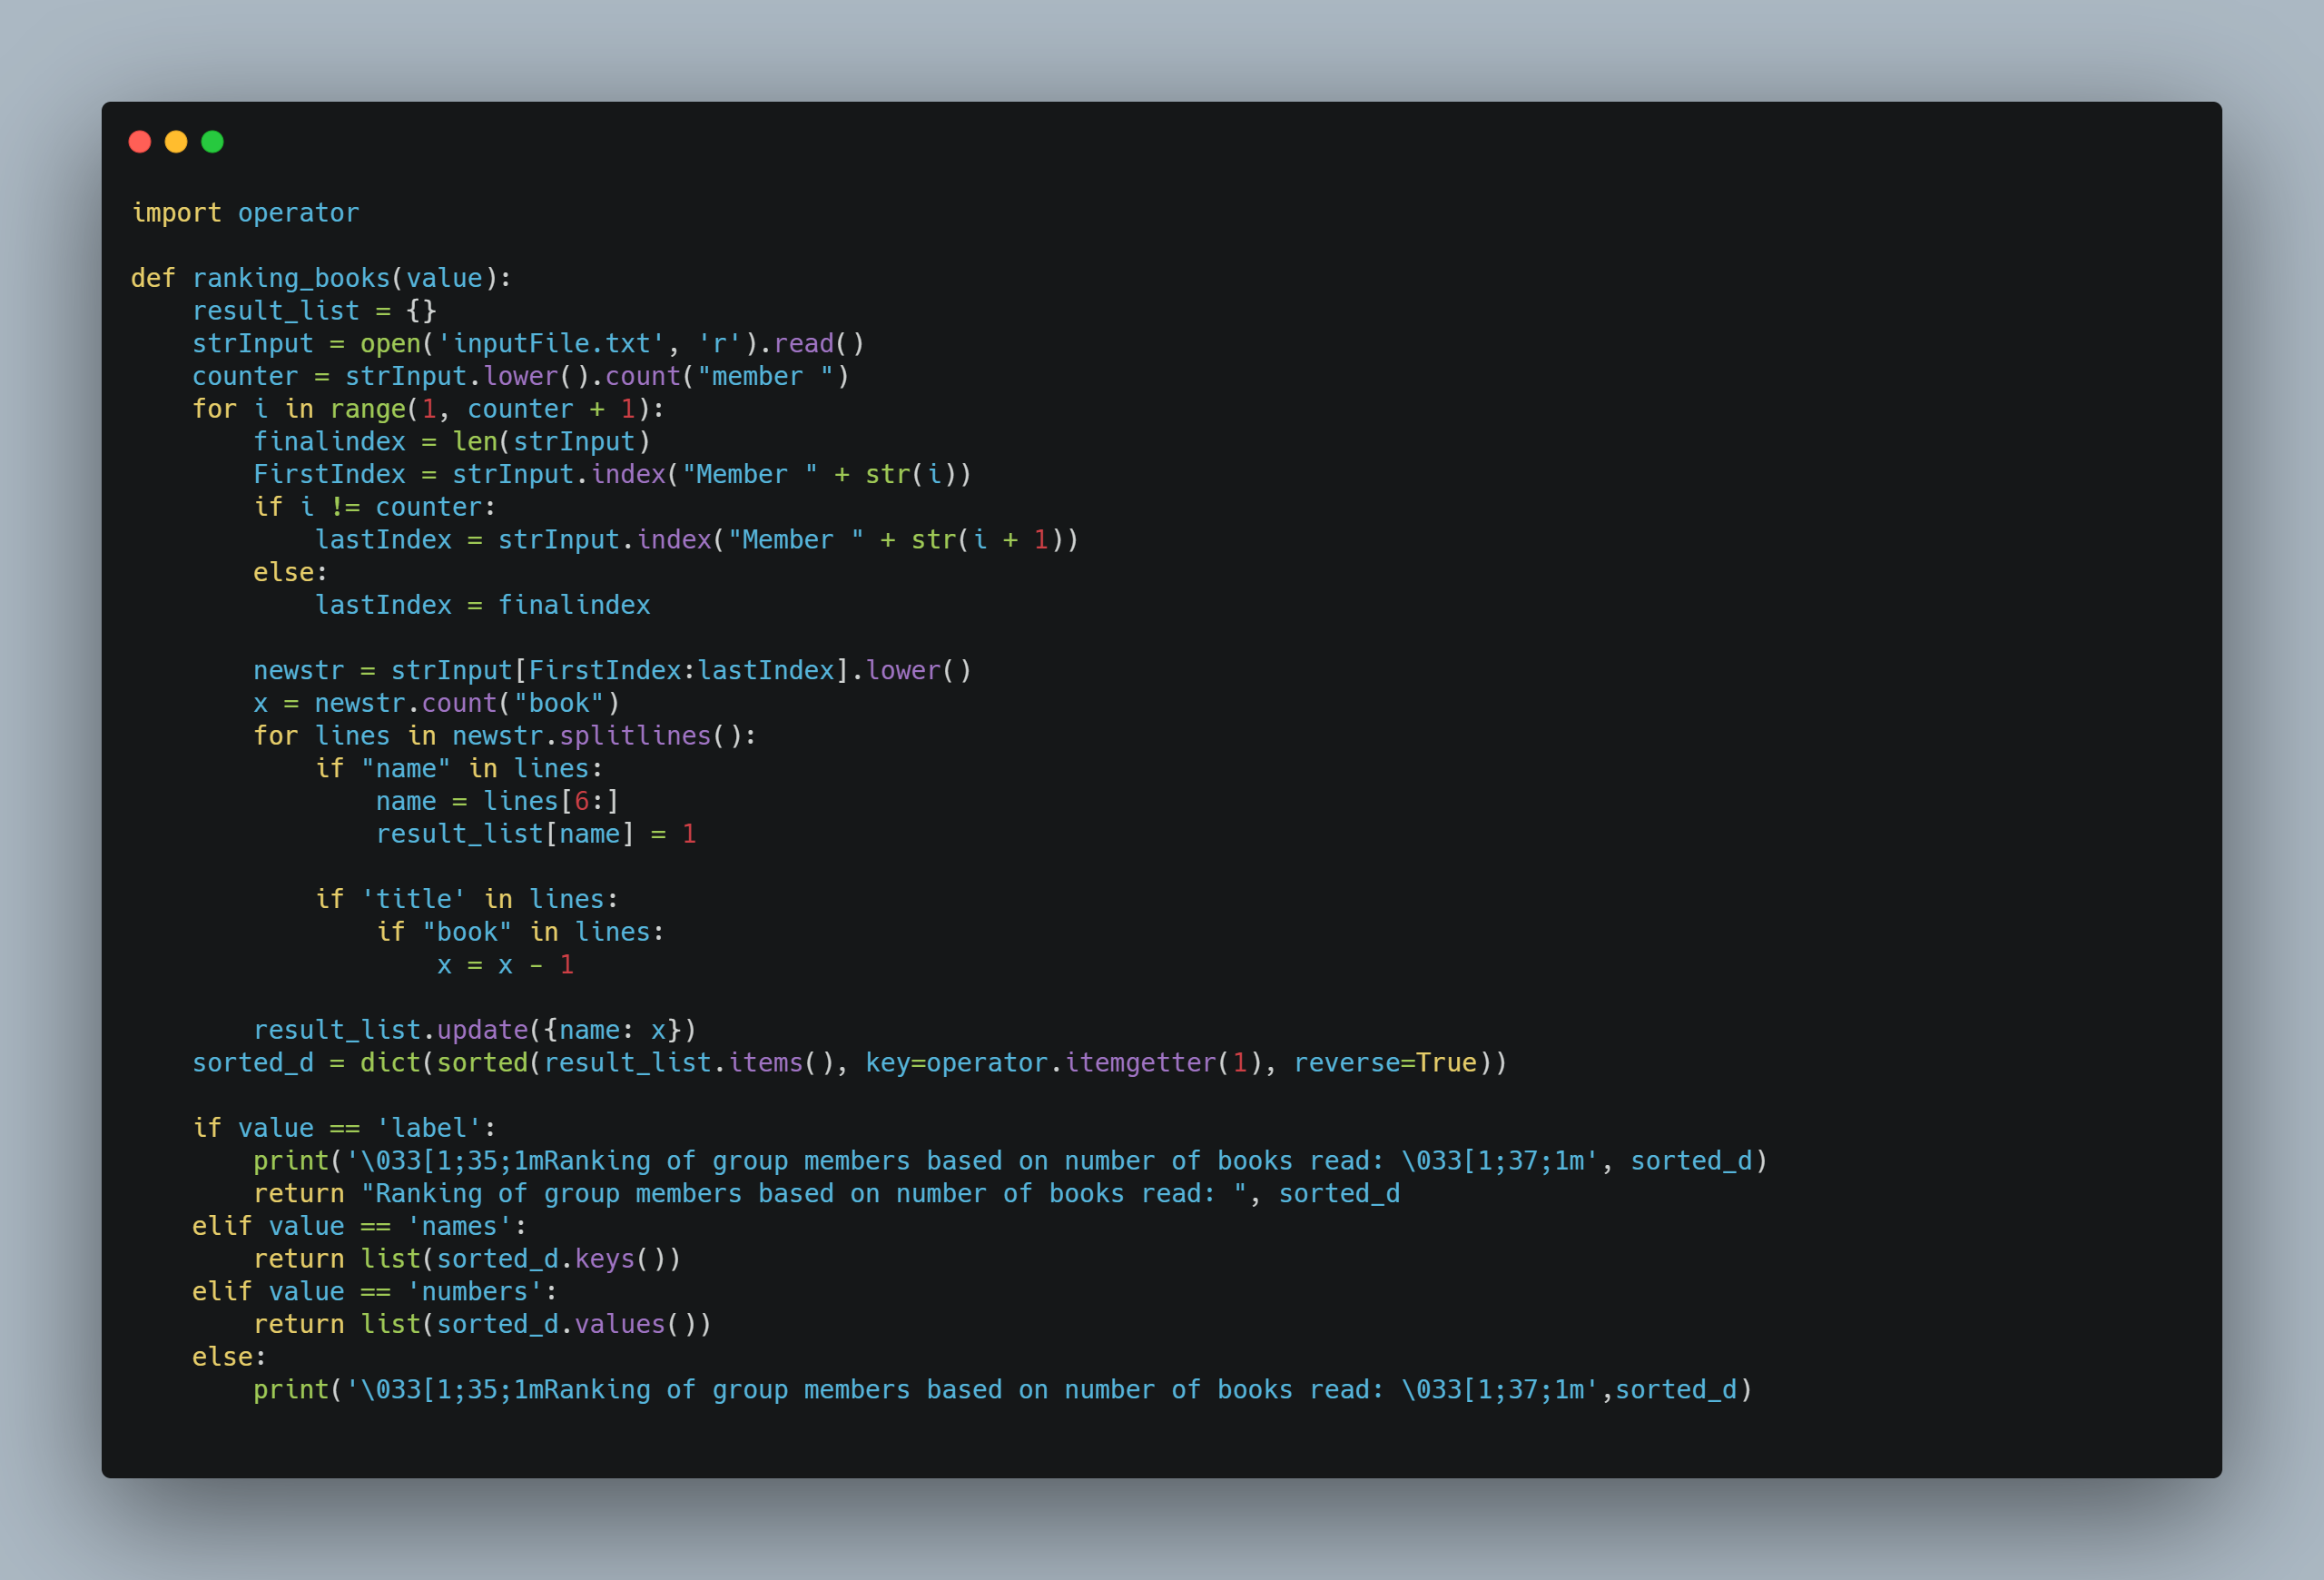 import operator

def ranking_books(value):
    result_list = {}
    strInput = open('inputFile.txt', 'r').read()
    counter = strInput.lower().count("member ")
    for i in range(1, counter + 1):
        finalindex = len(strInput)
        FirstIndex = strInput.index("Member " + str(i))
        if i != counter:
            lastIndex = strInput.index("Member " + str(i + 1))
        else:
            lastIndex = finalindex

        newstr = strInput[FirstIndex:lastIndex].lower()
        x = newstr.count("book")
        for lines in newstr.splitlines():
            if "name" in lines:
                name = lines[6:]
                result_list[name] = 1

            if 'title' in lines:
                if "book" in lines:
                    x = x - 1

        result_list.update({name: x})
    sorted_d = dict(sorted(result_list.items(), key=operator.itemgetter(1), reverse=True))

    if value == 'label':
        print('\033[1;35;1mRanking of group members based on number of books read: \033[1;37;1m', sorted_d)
        return "Ranking of group members based on number of books read: ", sorted_d
    elif value == 'names':
        return list(sorted_d.keys())
    elif value == 'numbers':
        return list(sorted_d.values())
    else:
        print('\033[1;35;1mRanking of group members based on number of books read: \033[1;37;1m',sorted_d)